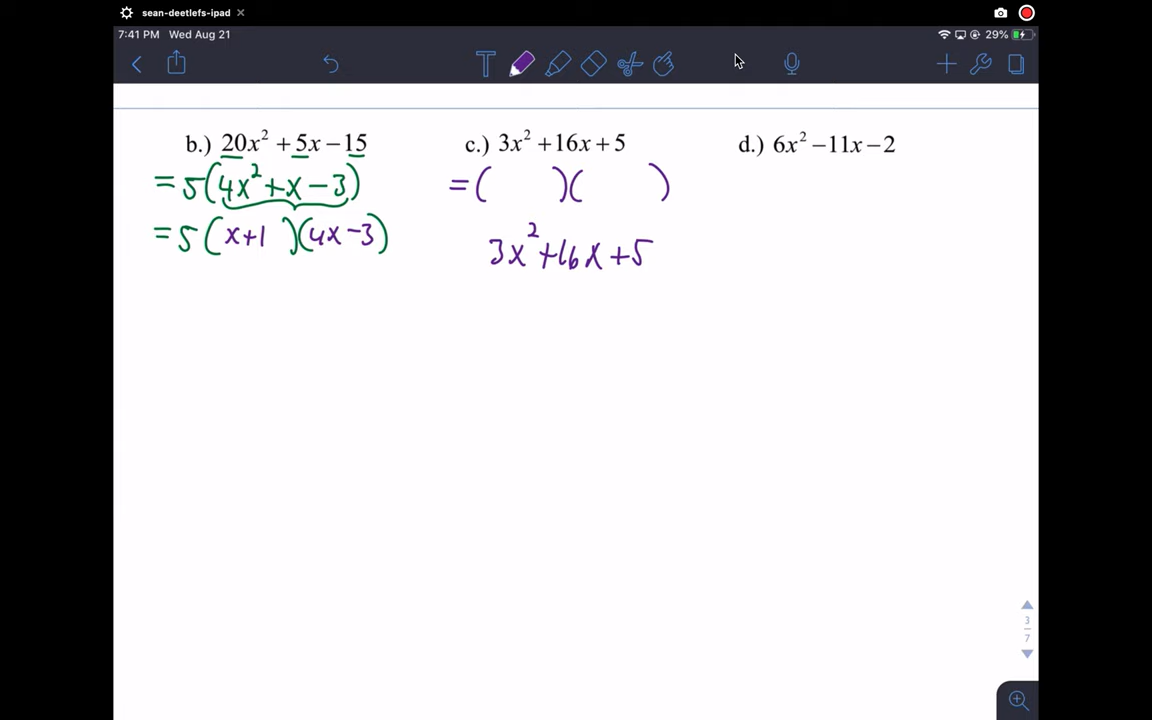 sean-deetlefs-ipad
7:41 PM Wed Aug 21
29%
T
b.) 20x² + 5x − 15
= 5(4x² + x − 3)
= 5(x+1)(4x−3)
c.) 3x² + 16x + 5
= ( )( )
3x² + 16x + 5
d.) 6x² − 11x − 2
3
7